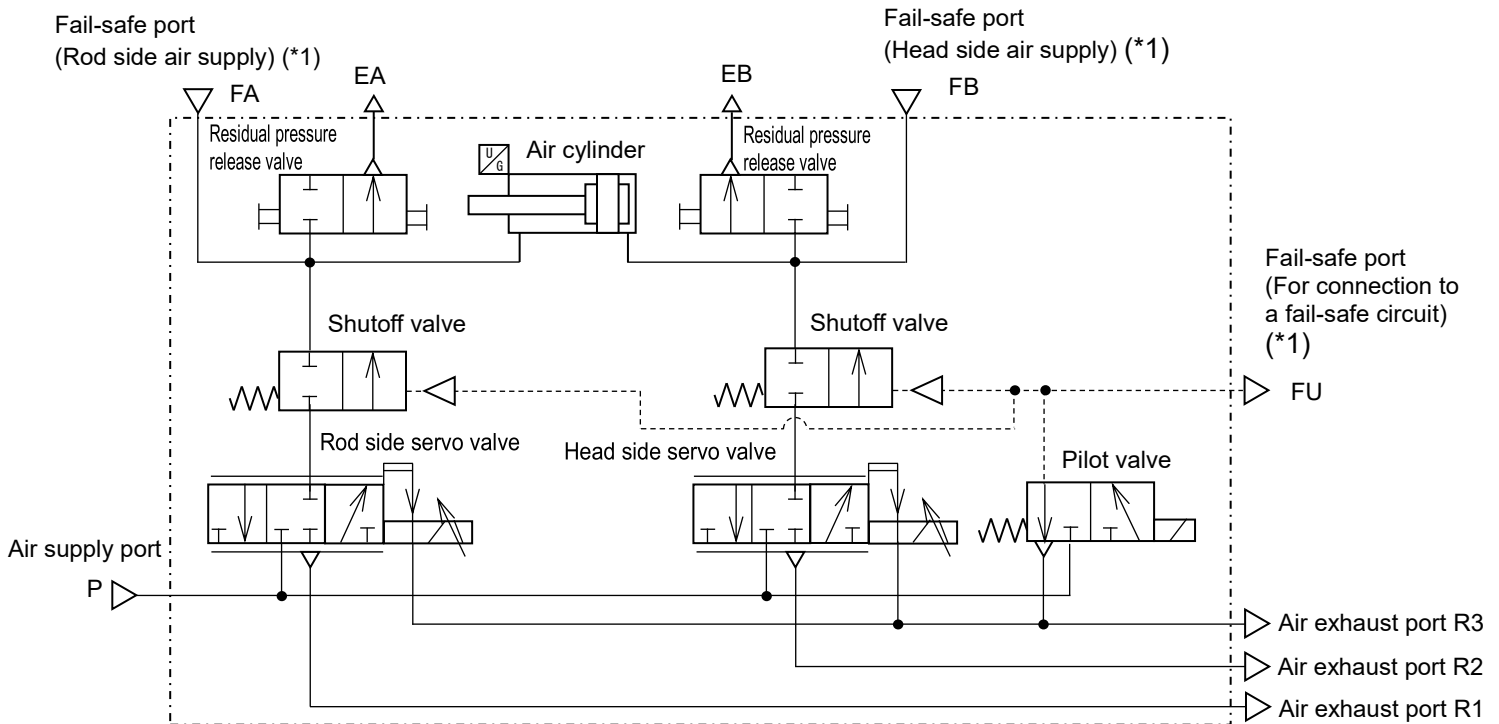 Fail-safe port
(Rod side air supply) (*1)
Fail-safe port
(Head side air supply) (*1)
EA
EB
FA
FB
Residual pressure
release valve
U
G
Air cylinder
Residual pressure
release valve
Fail-safe port
(For connection to
a fail-safe circuit)
(*1)
Shutoff valve
Shutoff valve
FU
Rod side servo valve
Head side servo valve
Pilot valve
Air supply port
P
Air exhaust port R3
Air exhaust port R2
Air exhaust port R1